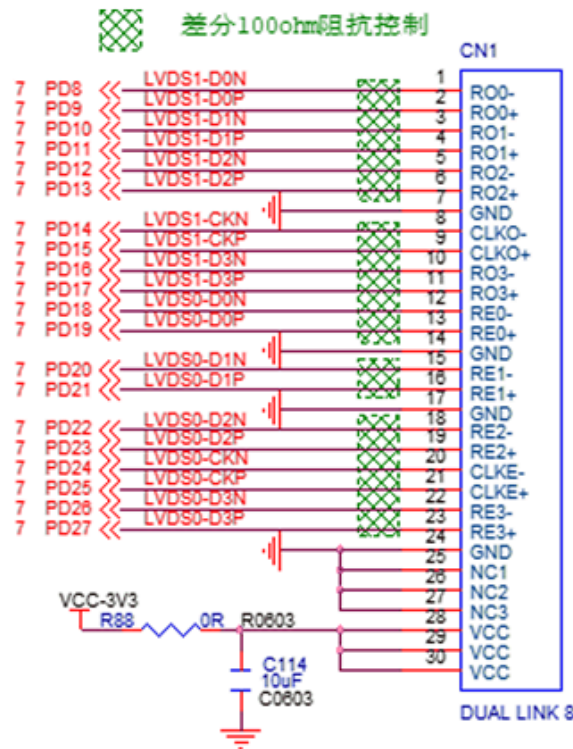 差分100ohm阻抗控制
CN1
7 PD8 LVDS1-D0N 1 RO0-
7 PD9 LVDS1-D0P 2 RO0+
7 PD10 LVDS1-D1N 3 RO1-
7 PD11 LVDS1-D1P 4 RO1+
7 PD12 LVDS1-D2N 5 RO2-
7 PD13 LVDS1-D2P 6 RO2+
7 GND
7 PD14 LVDS1-CKN 8 CLKO-
7 PD15 LVDS1-CKP 9 CLKO+
7 PD16 LVDS1-D3N 10 RO3-
7 PD17 LVDS1-D3P 11 RO3+
7 PD18 LVDS0-D0N 12 RE0-
7 PD19 LVDS0-D0P 13 RE0+
14 GND
7 PD20 LVDS0-D1N 15 RE1-
7 PD21 LVDS0-D1P 16 RE1+
17 GND
7 PD22 LVDS0-D2N 18 RE2-
7 PD23 LVDS0-D2P 19 RE2+
7 PD24 LVDS0-CKN 20 CLKE-
7 PD25 LVDS0-CKP 21 CLKE+
7 PD26 LVDS0-D3N 22 RE3-
7 PD27 LVDS0-D3P 23 RE3+
24 GND
25 NC1
26 NC2
27 NC3
VCC-3V3
28 VCC
R88 0R R0603 29 VCC
30 VCC
C114
10uF
C0603
DUAL LINK 8